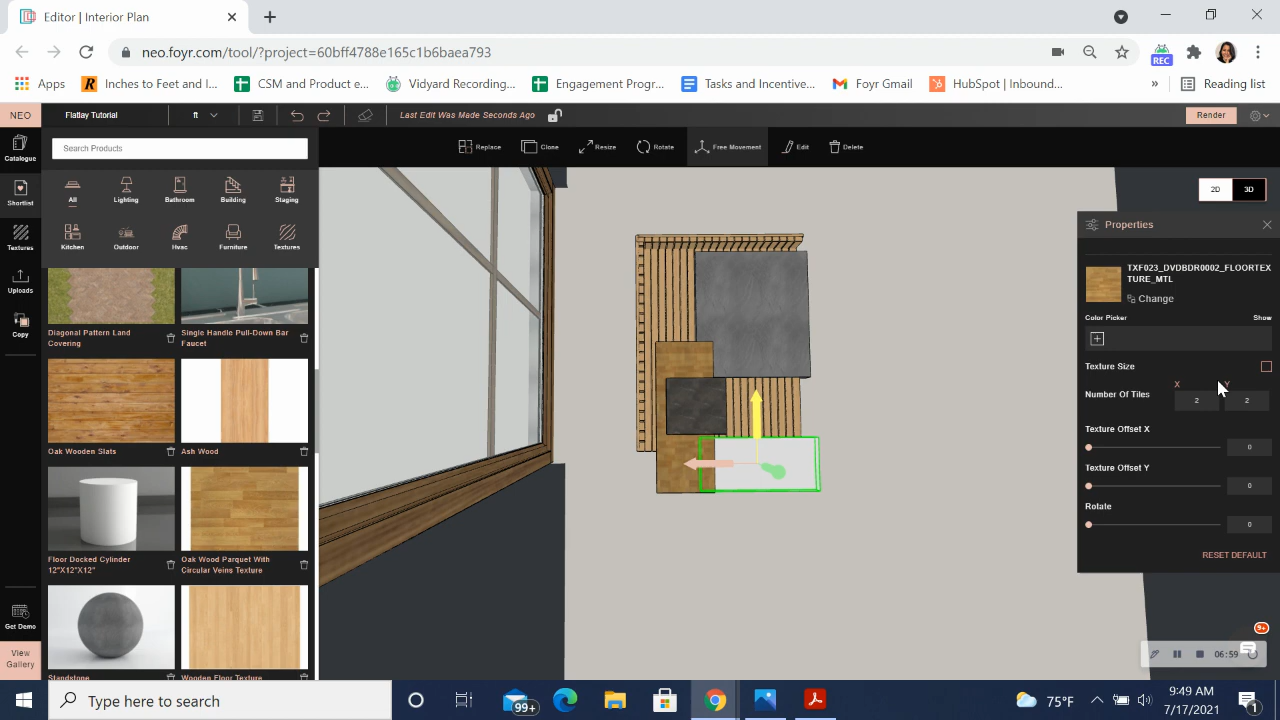 Editor | Interior Plan
neo.foyr.com/tool/?project=60bff4788e165c1b6baea793
REC
Apps
Inches to Feet and I...
CSM and Product e...
Vidyard Recording...
Engagement Progr...
Tasks and Incentive...
Foyr Gmail
HubSpot | Inbound...
»
Reading list
NEO
Flatlay Tutorial
ft
Last Edit Was Made Seconds Ago
Render
Catalogue
Shortlist
Textures
Uploads
Copy
Get Demo
View
Gallery
Search Products
All
Lighting
Bathroom
Building
Staging
Kitchen
Outdoor
Hvac
Furniture
Textures
Diagonal Pattern Land
Covering
Single Handle Pull-Down Bar
Faucet
Oak Wooden Slats
Ash Wood
Floor Docked Cylinder
12"X12"X12"
Oak Wood Parquet With
Circular Veins Texture
Standstone
Wooden Floor Texture
Replace
Clone
Resize
Rotate
Free Movement
Edit
Delete
2D
3D
Properties
TXF023_DVDBDR0002_FLOORTEX
TURE_MTL
Change
Color Picker
Show
Texture Size
X
Y
Number Of Tiles
2
2
Texture Offset X
0
Texture Offset Y
0
Rotate
0
RESET DEFAULT
9+
06:59
Type here to search
99+
75°F
9:49 AM
7/17/2021
1